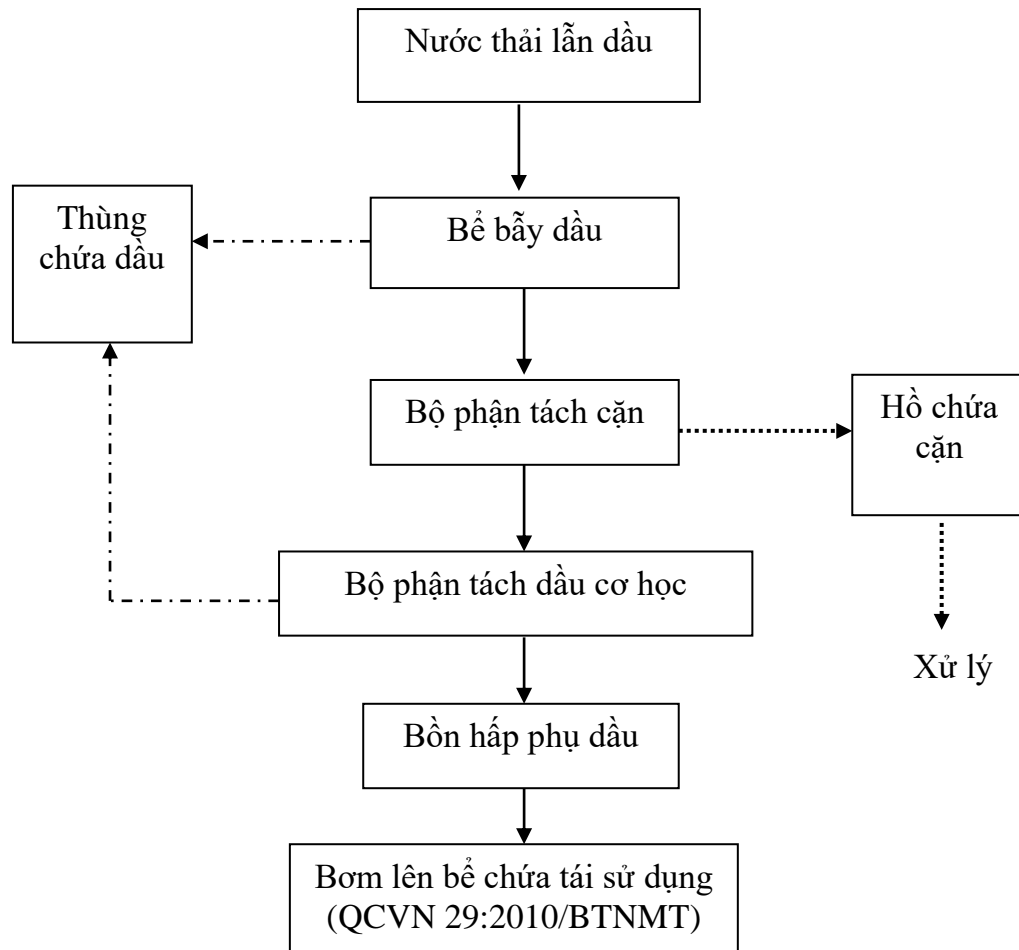 Nước thải lẫn dầu
Thùng
chứa dầu
Bể bẫy dầu
Bộ phận tách cặn
Hồ chứa
cặn
Bộ phận tách dầu cơ học
Xử lý
Bồn hấp phụ dầu
Bơm lên bể chứa tái sử dụng
(QCVN 29:2010/BTNMT)